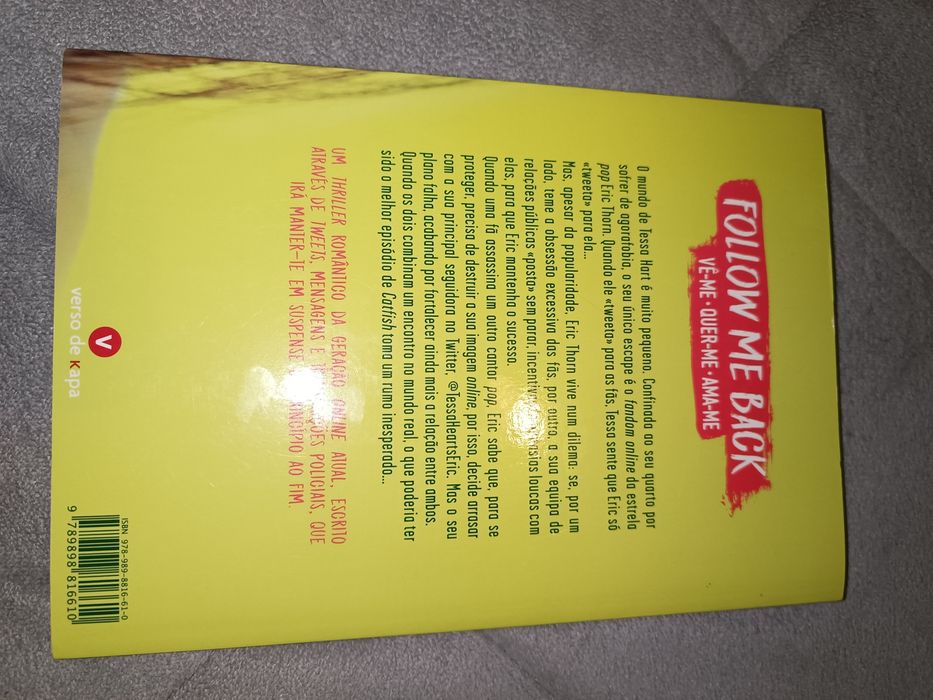 FOLLOW ME BACK
VÊ-ME • QUER-ME • AMA-ME
O mundo de Tessa Hart é muito pequeno. Confinada ao seu quarto por
sofrer de agorafobia, o seu único escape é o fandom online da estrela
pop Eric Thorn. Quando ele «tweeta» para as fãs, Tessa sente que Eric só
«tweeta» para ela...
Mas, apesar da popularidade, Eric Thorn vive num dilema: se, por um
lado, teme a obsessão excessiva das fãs, por outro, a sua equipa de
relações públicas «posta» sem parar, loucas com
elas, para que Eric mantenha o sucesso.
Quando uma fã assassina um outro cantor pop, Eric sabe que, para se
proteger, precisa de destruir a sua imagem online, por isso, decide arrasar
com a sua principal seguidora no Twitter, @TessaHeartsEric. Mas o seu
plano falha, acabando por fortalecer ainda mais a relação entre ambos.
Quando os dois combinam um encontro no mundo real, o que poderia ter
sido o melhor episódio de Catfish toma um rumo inesperado...
UM THRILLER ROMÂNTICO DA GERAÇÃO ONLINE ATUAL, ESCRITO
ATRAVÉS DE TWEETS, MENSAGENS E POLICIAIS, QUE
IRÁ MANTER-TE EM SUSPENSE PRINCÍPIO AO FIM.
V
verso de Kapa
ISBN 978-989-8816-61-0
9 789898 816610